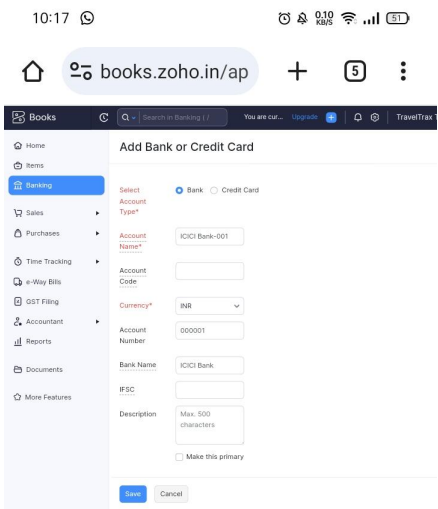 10:17
0.10 KB/S
51
books.zoho.in/ap
5
Books
Search in Banking ( /
You are cur...
Upgrade
TravelTrax T
Home
Items
Banking
Sales
Purchases
Time Tracking
e-Way Bills
GST Filing
Accountant
Reports
Documents
More Features
Add Bank or Credit Card
Select Account Type*
Bank
Credit Card
Account Name*
ICICI Bank-001
Account Code
Currency*
INR
Account Number
000001
Bank Name
ICICI Bank
IFSC
Description
Max. 500 characters
Make this primary
Save
Cancel